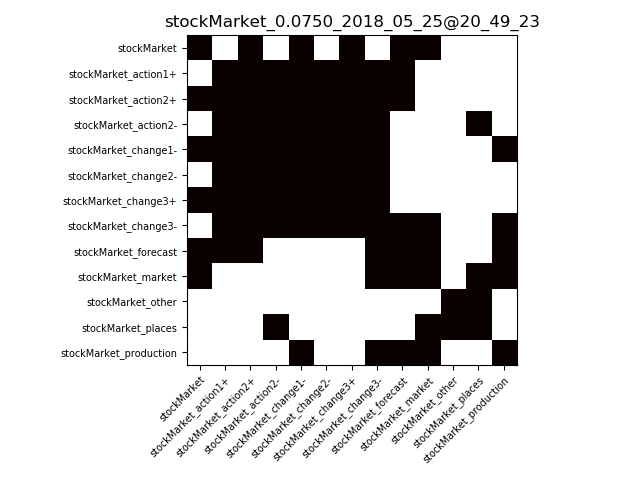 stockMarket_0.0750_2018_05_25@20_49_23
stockMarket
stockMarket_action1+
stockMarket_action2+
stockMarket_action2-
stockMarket_change1-
stockMarket_change2-
stockMarket_change3+
stockMarket_change3-
stockMarket_forecast
stockMarket_market
stockMarket_other
stockMarket_places
stockMarket_production
stockMarket
stockMarket_action1+
stockMarket_action2+
stockMarket_action2-
stockMarket_change1-
stockMarket_change2-
stockMarket_change3+
stockMarket_change3-
stockMarket_forecast
stockMarket_market
stockMarket_other
stockMarket_places
stockMarket_production